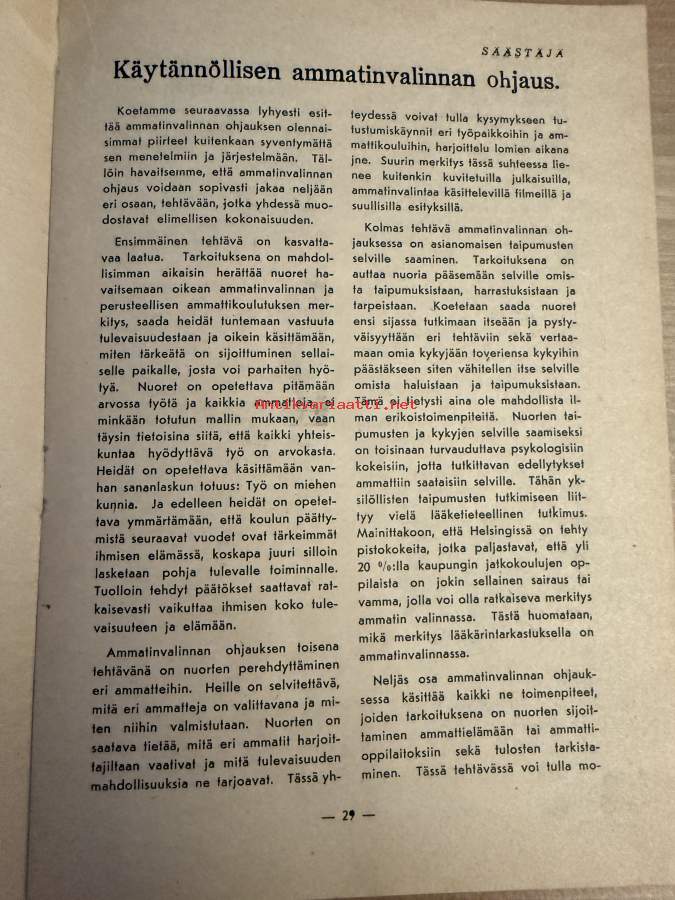 SÄÄSTÄJÄ
Käytännöllisen ammatinvalinnan ohjaus.
Koetamme seuraavassa lyhyesti esit-
tää ammatinvalinnan ohjauksen olennai-
simmat piirteet kuitenkaan syventymättä
sen menetelmiin ja järjestelmään. Täl-
löin havaitsemme, että ammatinvalinnan
ohjaus voidaan sopivasti jakaa neljään
eri osaan, tehtävään, jotka yhdessä muo-
dostavat elimellisen kokonaisuuden.
Ensimmäinen tehtävä on kasvatta-
vaa laatua. Tarkoituksena on mahdol-
lisimman aikaisin herättää nuoret ha-
vaitsemaan oikean ammatinvalinnan ja
perusteellisen ammattikoulutuksen mer-
kitys, saada heidät tuntemaan vastuuta
tulevaisuudestaan ja oikein käsittämään,
miten tärkeätä on sijoittuminen sellai-
selle paikalle, josta voi parhaiten hyö-
tyä. Nuoret on opetettava pitämään
arvossa työtä ja kaikkia ammatteja ei
minkään totutun mallin mukaan, vaan
täysin tietoisina siitä, että kaikki yhteis-
kuntaa hyödyttävä työ on arvokasta.
Heidät on opetettava käsittämään van-
han sananlaskun totuus: Työ on miehen
kunnia. Ja edelleen heidät on opetet-
tava ymmärtämään, että koulun päätty-
mistä seuraavat vuodet ovat tärkeimmät
ihmisen elämässä, koskapa juuri silloin
lasketaan pohja tulevalle toiminnalle.
Tuolloin tehdyt päätökset saattavat rat-
kaisevasti vaikuttaa ihmisen koko tule-
vaisuuteen ja elämään.
Ammatinvalinnan ohjauksen toisena
tehtävänä on nuorten perehdyttäminen
eri ammatteihin. Heille on selvitettävä,
mitä eri ammatteja on valittavana ja mi-
ten niihin valmistutaan. Nuorten on
saatava tietää, mitä eri ammatit harjoit-
tajiltaan vaativat ja mitä tulevaisuuden
mahdollisuuksia ne tarjoavat. Tässä yh-
teydessä voivat tulla kysymykseen tu-
tustumiskäynnit eri työpaikkoihin ja am-
mattikouluihin, harjoittelu lomien aikana
jne. Suurin merkitys tässä suhteessa lie-
nee kuitenkin kuvitetuilla julkaisuilla,
ammatinvalintaa käsittelevillä filmeillä ja
suullisilla esityksillä.
Kolmas tehtävä ammatinvalinnan oh-
jauksessa on asianomaisen taipumusten
selville saaminen. Tarkoituksena on
auttaa nuoria pääsemään selville omis-
ta taipumuksistaan, harrastuksistaan ja
tarpeistaan. Koetetaan saada nuoret
ensi sijassa tutkimaan itseään ja pysty-
väisyyttään eri tehtäviin sekä vertaa-
maan omia kykyjään toveriensa kykyihin
päästäkseen siten vähitellen itse selville
omista haluistaan ja taipumuksistaan.
Tämä ei tietysti aina ole mahdollista il-
man erikoistoimenpiteitä. Nuorten tai-
pumusten ja kykyjen selville saamiseksi
on toisinaan turvauduttava psykologisiin
kokeisiin, jotta tutkittavan edellytykset
ammattiin saataisiin selville. Tähän yk-
silöllisten taipumusten tutkimiseen liit-
tyy vielä lääketieteellinen tutkimus.
Mainittakoon, että Helsingissä on tehty
pistokokeita, jotka paljastavat, että yli
20 %:lla kaupungin jatkokoulujen op-
pilaista on jokin sellainen sairaus tai
vamma, jolla voi olla ratkaiseva merkitys
ammatin valinnassa. Tästä huomataan,
mikä merkitys lääkärintarkastuksella on
ammatinvalinnassa.
Neljäs osa ammatinvalinnan ohjauk-
sessa käsittää kaikki ne toimenpiteet,
joiden tarkoituksena on nuorten sijoit-
taminen ammattielämään tai ammatti-
oppilaitoksiin sekä tulosten tarkista-
minen. Tässä tehtävässä voi tulla mo-
— 29 —
Antikvariaatti.net